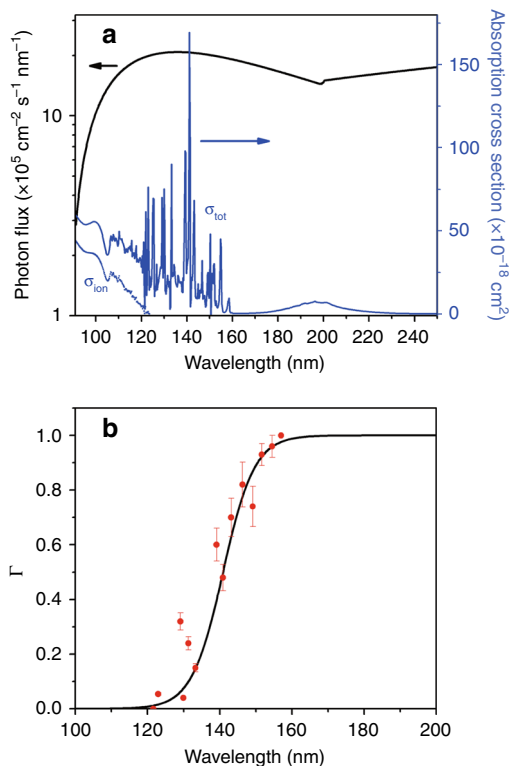 a
Photon flux (×10⁵ cm⁻² s⁻¹ nm⁻¹)
10
1
Absorption cross section (×10⁻¹⁸ cm²)
150
100
50
0
σtot
σion
100 120 140 160 180 200 220 240
Wavelength (nm)
b
Γ
1.0
0.8
0.6
0.4
0.2
0.0
100 120 140 160 180 200
Wavelength (nm)